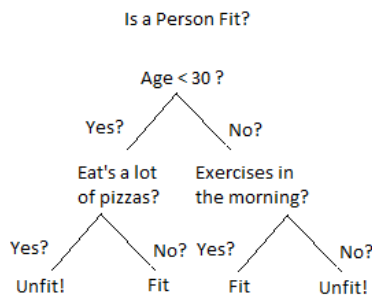 Is a Person Fit?
Age < 30 ?
Yes?
No?
Eat's a lot
of pizzas?
Exercises in
the morning?
Yes?
No?
Yes?
No?
Unfit!
Fit
Fit
Unfit!